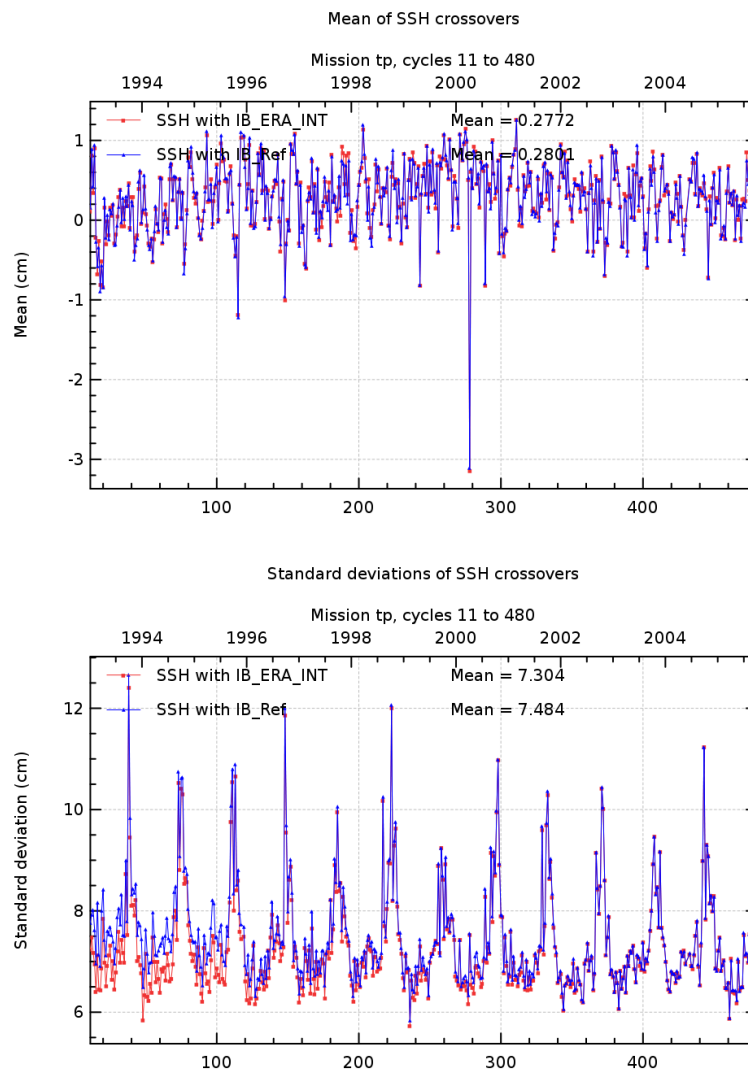 Mean of SSH crossovers
Mission tp, cycles 11 to 480
1994 1996 1998 2000 2002 2004
SSH with IB_ERA_INT Mean = 0.2772
SSH with IB_Ref Mean = 0.2801
1
0
-1
-2
-3
Mean (cm)
100 200 300 400
Standard deviations of SSH crossovers
Mission tp, cycles 11 to 480
1994 1996 1998 2000 2002 2004
SSH with IB_ERA_INT Mean = 7.304
SSH with IB_Ref Mean = 7.484
12
10
8
6
Standard deviation (cm)
100 200 300 400